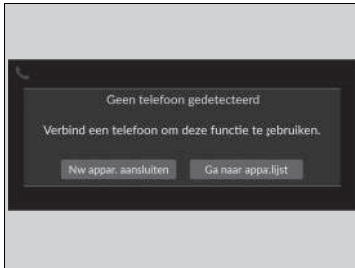 Geen telefoon gedetecteerd
Verbind een telefoon om deze functie te gebruiken.
Nw appar. aansluiten
Ga naar appa.lijst